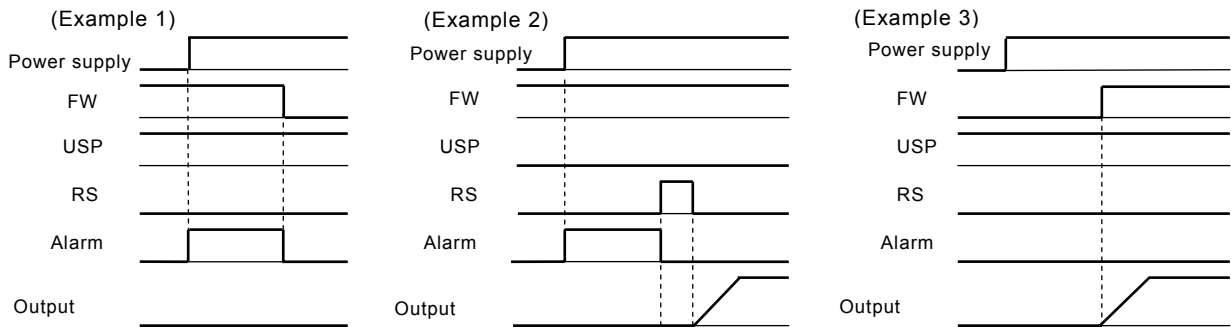 (Example 1)
Power supply
FW
USP
RS
Alarm
Output
(Example 2)
Power supply
FW
USP
RS
Alarm
Output
(Example 3)
Power supply
FW
USP
RS
Alarm
Output